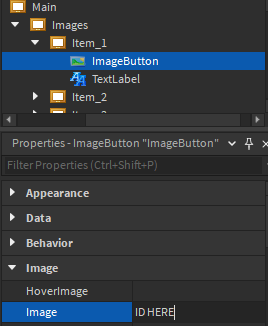 Main
Images
Item_1
ImageButton
TextLabel
Item_2
Properties - ImageButton "ImageButton"
Filter Properties (Ctrl+Shift+P)
Appearance
Data
Behavior
Image
HoverImage
Image ID HERE